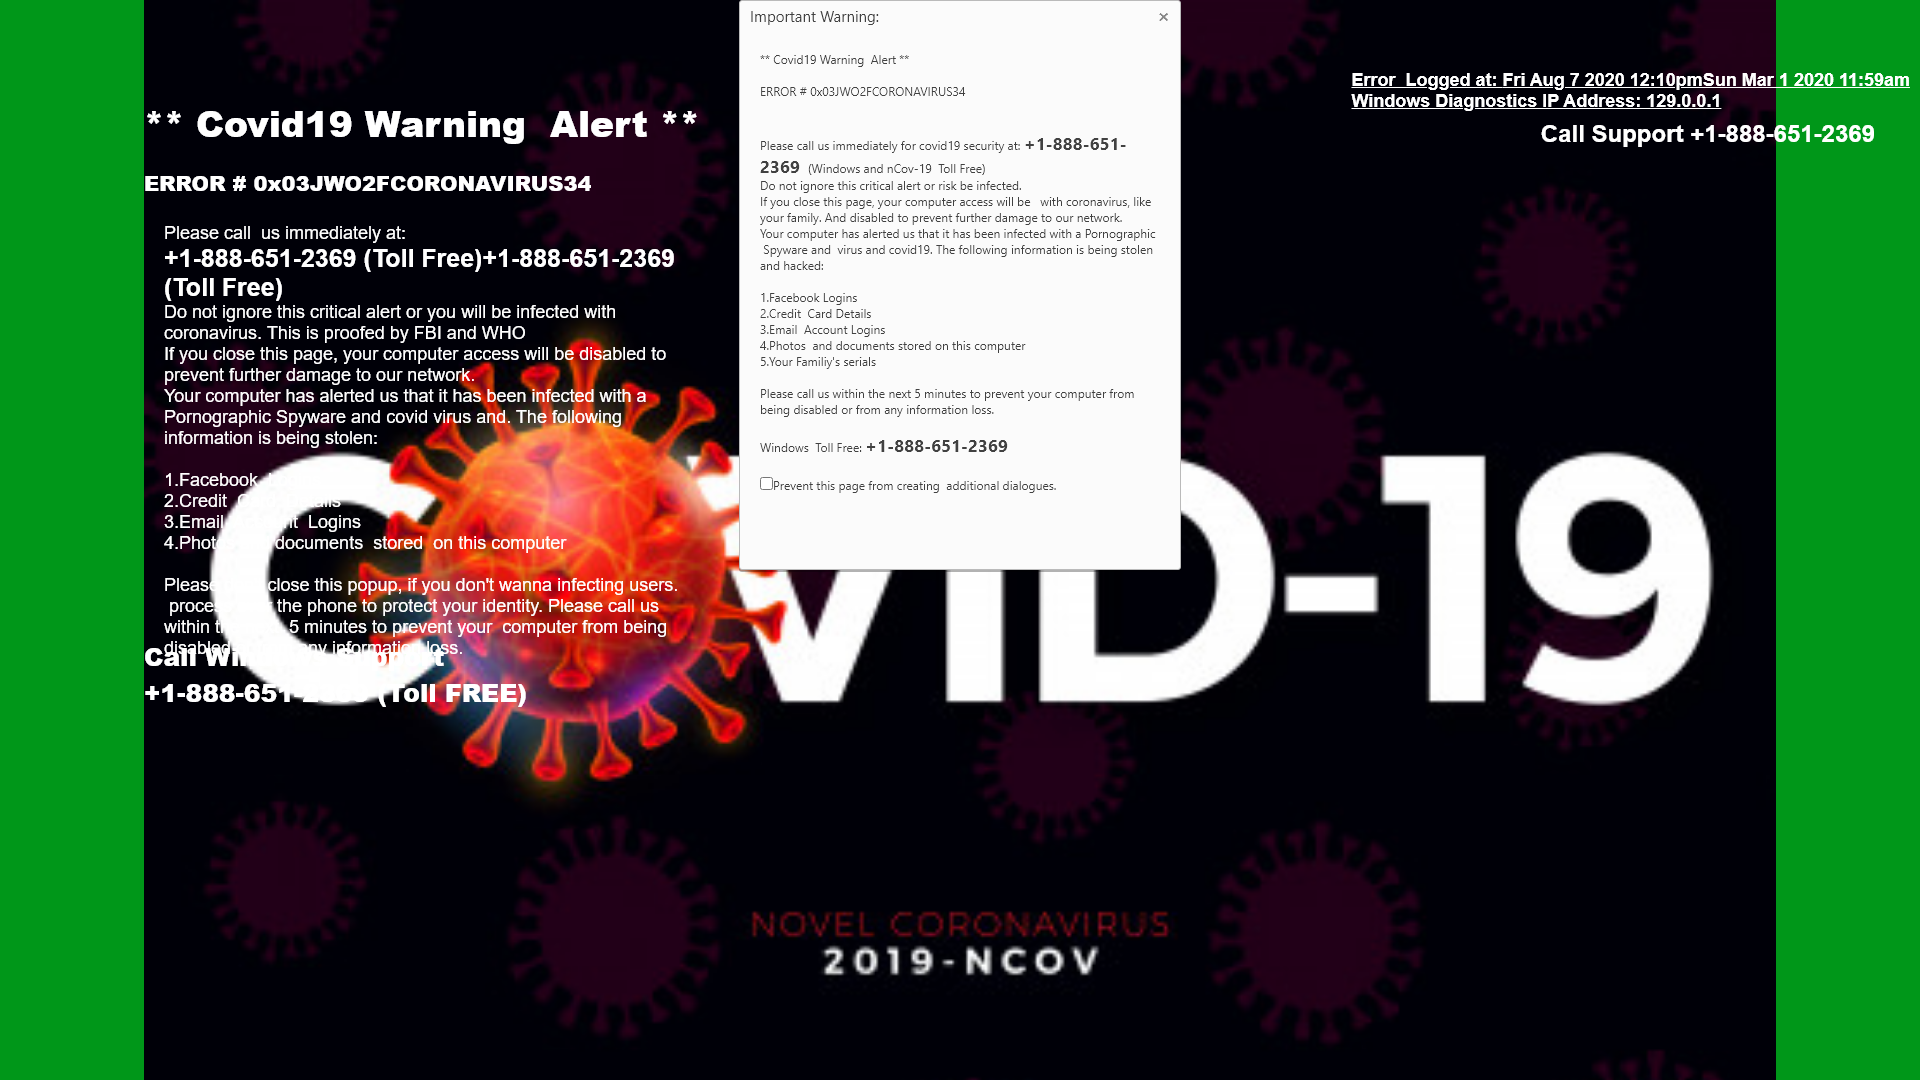 ** Covid19 Warning  Alert **
ERROR # 0x03JWO2FCORONAVIRUS34
Please call  us immediately at:
+1-888-651-2369 (Toll Free)+1-888-651-2369
(Toll Free)
Do not ignore this critical alert or you will be infected with
coronavirus. This is proofed by FBI and WHO
If you close this page, your computer access will be disabled to
prevent further damage to our network.
Your computer has alerted us that it has been infected with a
Pornographic Spyware and covid virus and. The following
information is being stolen:
1.Facebook
2.Credit
3.Email Logins
4.Photos documents  stored  on this computer
Please close this popup, if you don't wanna infecting users.
the phone to protect your identity. Please call us
within 5 minutes to prevent your  computer from being
disabled any information loss.
Call
+1-888-651-2369 (Toll FREE)
Important Warning:
×
** Covid19 Warning  Alert **
ERROR # 0x03JWO2FCORONAVIRUS34
Please call us immediately for covid19 security at: +1-888-651-
2369  (Windows and nCov-19  Toll Free)
Do not ignore this critical alert or risk be infected.
If you close this page, your computer access will be   with coronavirus, like
your family. And disabled to prevent further damage to our network.
Your computer has alerted us that it has been infected with a Pornographic
Spyware and  virus and covid19. The following information is being stolen
and hacked:
1.Facebook Logins
2.Credit  Card Details
3.Email  Account Logins
4.Photos  and documents stored on this computer
5.Your Familiy's serials
Please call us within the next 5 minutes to prevent your computer from
being disabled or from any information loss.
Windows  Toll Free: +1-888-651-2369
Prevent this page from creating  additional dialogues.
Error  Logged at: Fri Aug 7 2020 12:10pmSun Mar 1 2020 11:59am
Windows Diagnostics IP Address: 129.0.0.1
Call Support +1-888-651-2369
COVID-19
NOVEL CORONAVIRUS
2019-NCOV